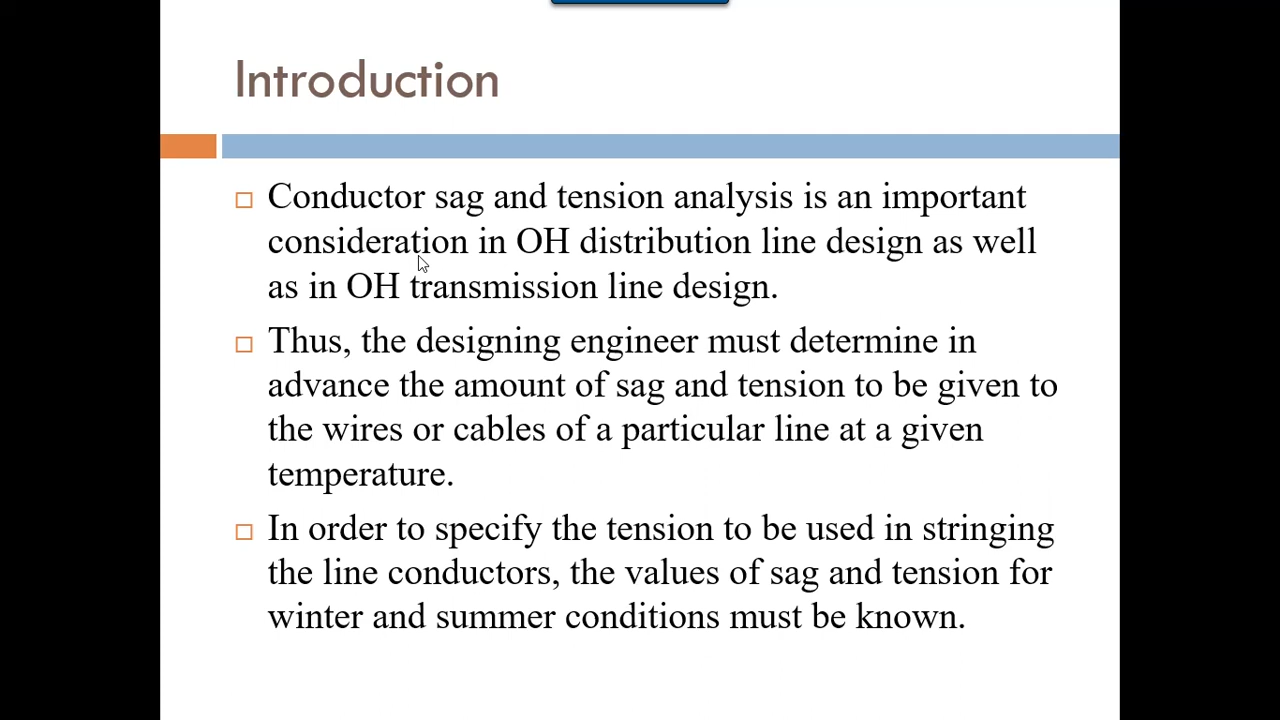 Introduction
Conductor sag and tension analysis is an important
consideration in OH distribution line design as well
as in OH transmission line design.
Thus, the designing engineer must determine in
advance the amount of sag and tension to be given to
the wires or cables of a particular line at a given
temperature.
In order to specify the tension to be used in stringing
the line conductors, the values of sag and tension for
winter and summer conditions must be known.